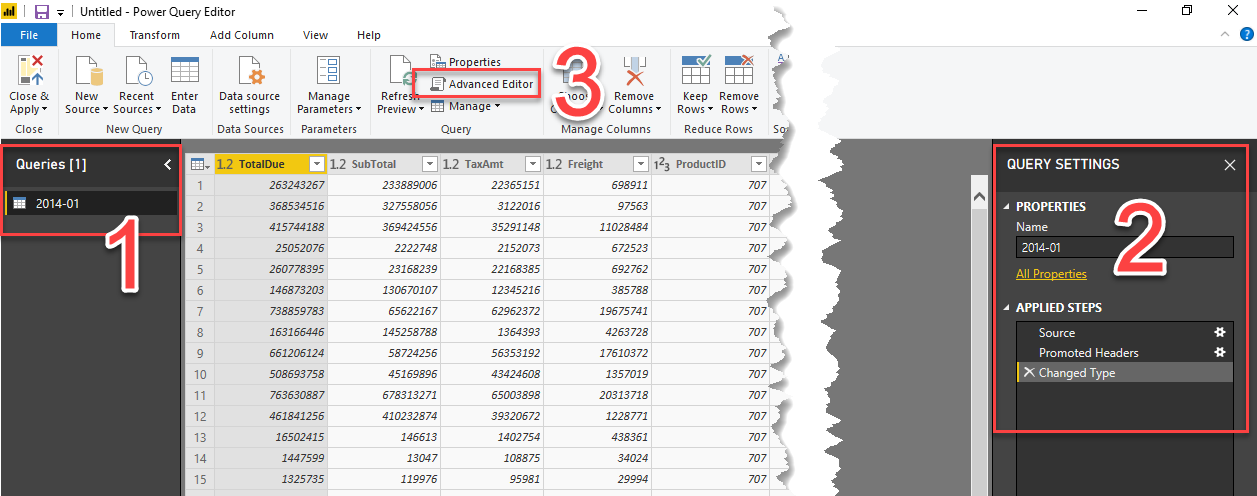 Untitled - Power Query Editor
File Home Transform Add Column View Help
Close & Apply
New Source
Recent Sources
Enter Data
Data source settings
Manage Parameters
Refresh Preview
Properties
Advanced Editor
Manage
3
Remove Columns
Keep Rows
Remove Rows
Close New Query Data Sources Parameters Query Manage Columns Reduce Rows
Queries [1]
2014-01
1
1.2 TotalDue 1.2 SubTotal 1.2 TaxAmt 1.2 Freight 123 ProductID
1 263243267 233889006 22365151 698911 707
2 368534516 327558056 3122016 97563 707
3 415744188 369424556 35291148 11028484 707
4 25052076 2222748 2152073 672523 707
5 260778395 23168239 22168385 692762 707
6 146873203 130670107 12345216 385788 707
7 738859783 65622167 62962372 19675741 707
8 163166446 145258788 1364393 4263728 707
9 661206124 58724256 56353192 17610372 707
10 508693758 45169896 43424608 1357019 707
11 763630887 678313271 65003898 20313718 707
12 461841256 410232874 39320672 1228771 707
13 16502415 146613 1402754 438361 707
14 1447599 13047 108875 34024 707
15 1325735 119976 95981 29994 707
QUERY SETTINGS
PROPERTIES
Name
2014-01
All Properties
2
APPLIED STEPS
Source
Promoted Headers
Changed Type